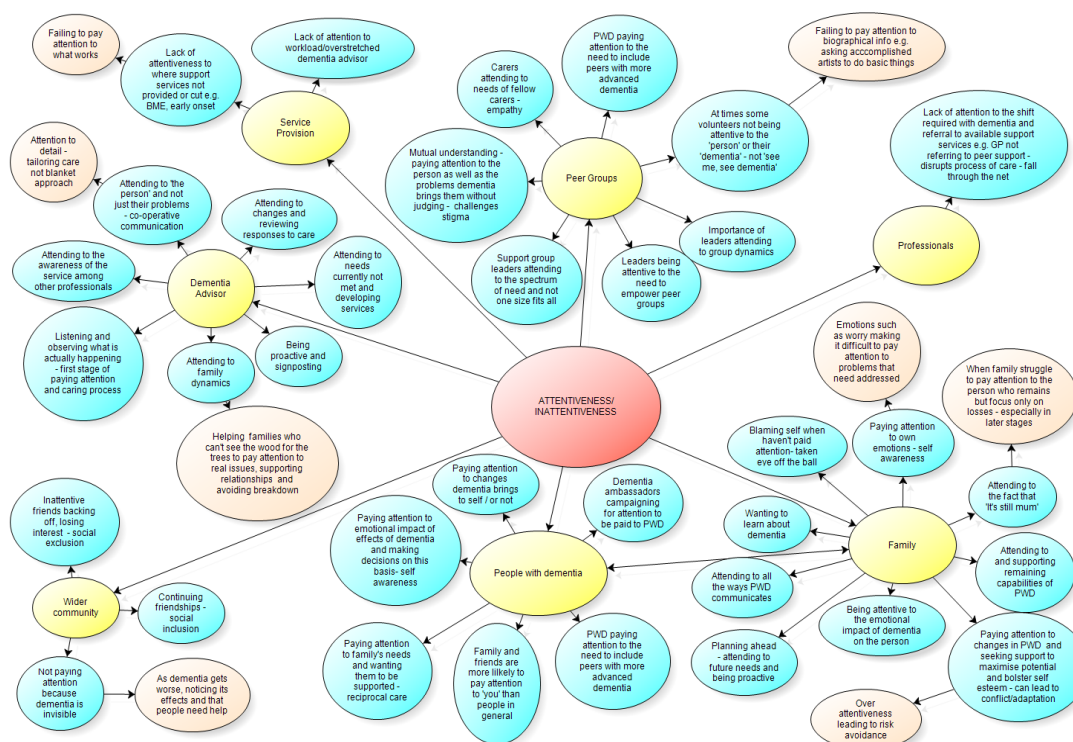 Failing to pay
attention to
what works
Lack of
attentiveness to
where support
services not
provided or cut e.g.
BME, early onset
Lack of attention to
workload/overstretched
dementia advisor
Service
Provision
Carers
attending to
needs of fellow
carers -
empathy
PWD paying
attention to the
need to include
peers with more
advanced
dementia
Failing to pay attention to
biographical info e.g.
asking acccomplished
artists to do basic things
At times some
volunteers not being
attentive to the
'person' or their
'dementia' - not 'see
me, see dementia'
Mutual understanding -
paying attention to the
person as well as the
problems dementia
brings them without
judging - challenges
stigma
Peer Groups
Support group
leaders attending
to the spectrum
of need and not
one size fits all
Leaders being
attentive to the
need to
empower peer
groups
Importance of
leaders attending
to group dynamics
Lack of attention to the shift
required with dementia and
referral to available support
services e.g. GP not
referring to peer support -
disrupts process of care - fall
through the net
Professionals
Attention to
detail -
tailoring care
not blanket
approach
Attending to 'the
person' and not
just their problems
- co-operative
communication
Attending to
changes and
reviewing
responses to care
Attending to the
awareness of the
service among
other professionals
Dementia
Advisor
Attending to
needs
currently not
met and
developing
services
Listening and
observing what is
actually happening
- first stage of
paying attention
and caring process
Attending to
family
dynamics
Being
proactive and
signposting
Helping families who
can't see the wood for the
trees to pay attention to
real issues, supporting
relationships and
avoiding breakdown
ATTENTIVENESS/
INATTENTIVENESS
Emotions such
as worry making
it difficult to pay
attention to
problems that
need addressed
When family struggle to
pay attention to the
person who remains
but focus only on
losses - especially in
later stages
Blaming self when
haven't paid
attention- taken
eye off the ball
Paying attention
to own
emotions - self
awareness
Attending to
the fact that
'It's still mum'
Wanting to
learn about
dementia
Family
Attending to all
the ways PWD
communicates
Attending to
and supporting
remaining
capabilities of
PWD
Planning ahead
- attending to
future needs and
being proactive
Being attentive to
the emotional
impact of dementia
on the person
Paying attention to
changes in PWD and
seeking support to
maximise potential
and bolster self
esteem - can lead to
conflict/adaptation
Over
attentiveness
leading to risk
avoidance
Paying attention
to changes
dementia brings
to self / or not
Dementia
ambassadors
campaigning
for attention
to be paid to
PWD
Paying attention to
emotional impact of
effects of dementia
and making
decisions on this
basis- self
awareness
People with dementia
Paying attention
to family's needs
and wanting
them to be
supported -
reciprocal care
Family and
friends are
more lilkely to
pay attention
to 'you' than
people in
general
PWD paying
attention to
the need to
include peers
with more
advanced
dementia
Inattentive
friends backing
off, losing
interest - social
exclusion
Wider
community
Continuing
friendships -
social
inclusion
Not paying
attention
because
dementia is
invisible
As dementia gets
worse, noticing its
effects and that
people need help